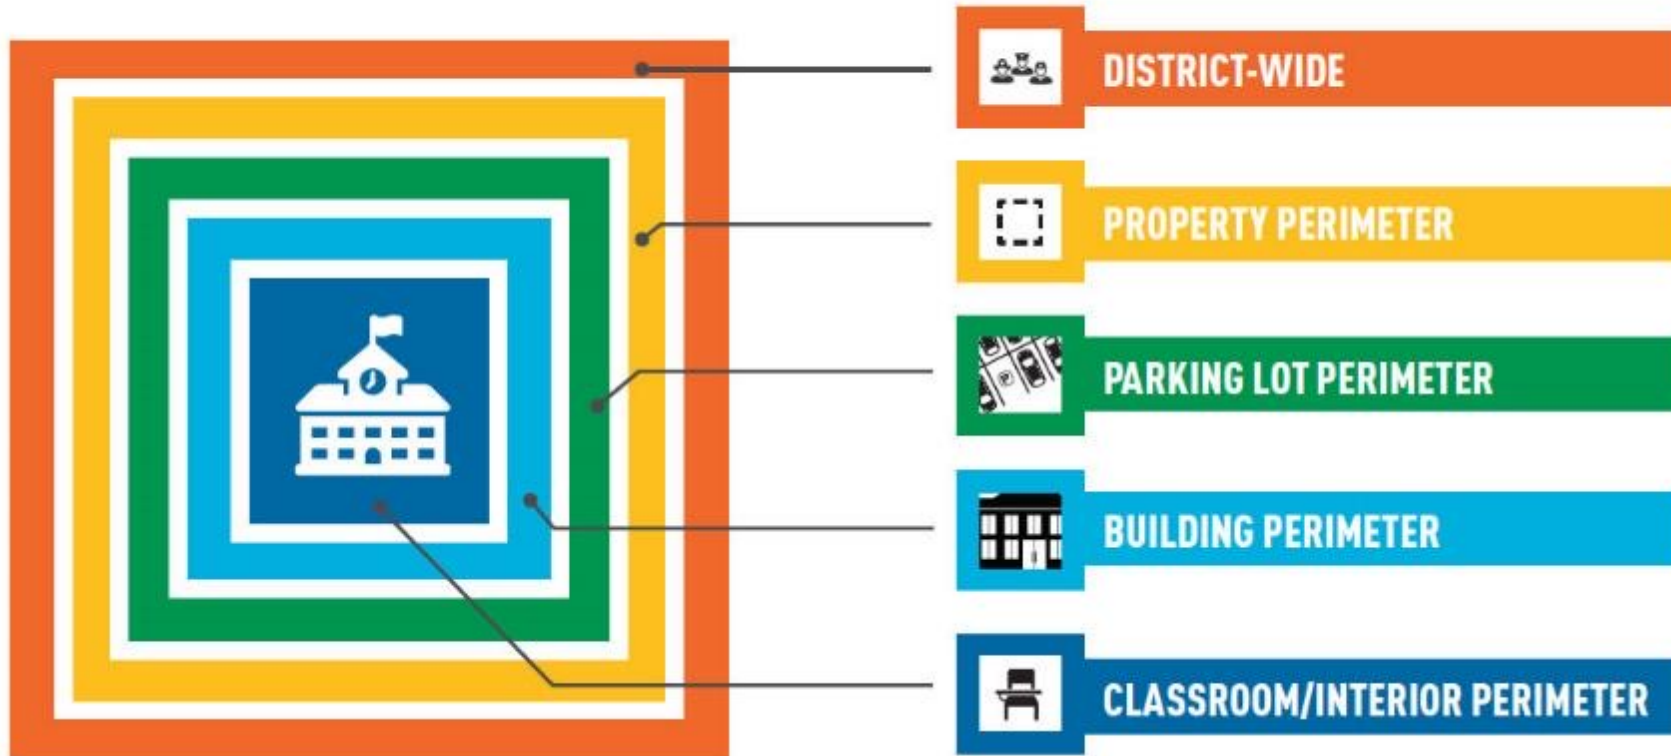 DISTRICT-WIDE
PROPERTY PERIMETER
PARKING LOT PERIMETER
BUILDING PERIMETER
CLASSROOM/INTERIOR PERIMETER